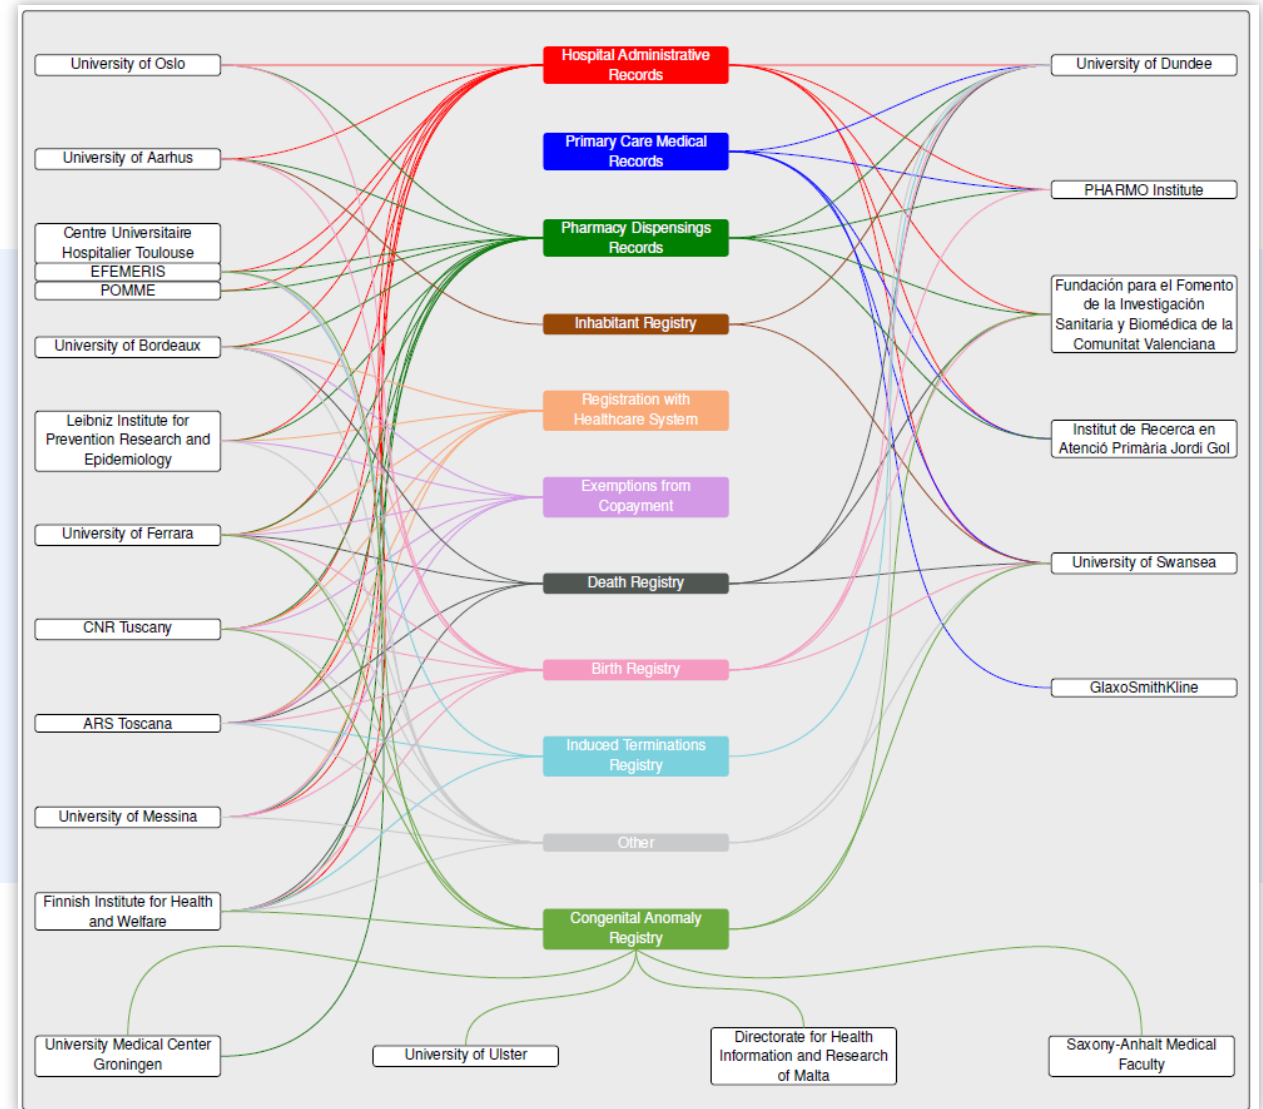 University of Oslo
University of Aarhus
Centre Universitaire
Hospitalier Toulouse
EFEMERIS
POMME
University of Bordeaux
Leibniz Institute for
Prevention Research and
Epidemiology
University of Ferrara
CNR Tuscany
ARS Toscana
University of Messina
Finnish Institute for Health
and Welfare
University Medical Center
Groningen
Hospital Administrative
Records
Primary Care Medical
Records
Pharmacy Dispensings
Records
Inhabitant Registry
Registration with
Healthcare System
Exemptions from
Copayment
Death Registry
Birth Registry
Induced Terminations
Registry
Other
Congenital Anomaly
Registry
University of Ulster
Directorate for Health
Information and Research
of Malta
University of Dundee
PHARMO Institute
Fundación para el Fomento
de la Investigación
Sanitaria y Biomédica de la
Comunitat Valenciana
Institut de Recerca en
Atenció Primària Jordi Gol
University of Swansea
GlaxoSmithKline
Saxony-Anhalt Medical
Faculty